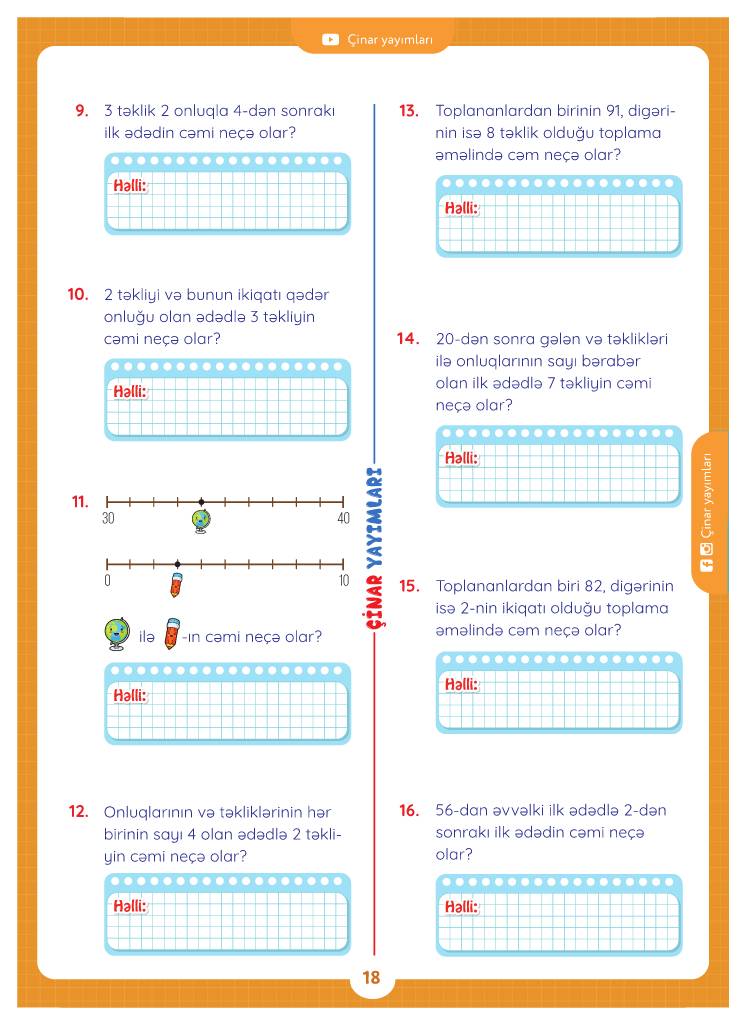 Çinar yayımları
9. 3 təklik 2 onluqla 4-dən sonrakı
ilk ədədin cəmi neçə olar?
Həlli:
10. 2 təkliyi və bunun ikiqatı qədər
onluğu olan ədədlə 3 təkliyin
cəmi neçə olar?
Həlli:
11.
30 40
0 10
ilə -ın cəmi neçə olar?
Həlli:
12. Onluqlarının və təkliklərinin hər
birinin sayı 4 olan ədədlə 2 təkli-
yin cəmi neçə olar?
Həlli:
ÇİNAR YAYIMLARI
13. Toplananlardan birinin 91, digəri-
nin isə 8 təklik olduğu toplama
əməlində cəm neçə olar?
Həlli:
14. 20-dən sonra gələn və təklikləri
ilə onluqlarının sayı bərabər
olan ilk ədədlə 7 təkliyin cəmi
neçə olar?
Həlli:
15. Toplananlardan biri 82, digərinin
isə 2-nin ikiqatı olduğu toplama
əməlində cəm neçə olar?
Həlli:
16. 56-dan əvvəlki ilk ədədlə 2-dən
sonrakı ilk ədədin cəmi neçə
olar?
Həlli:
Çinar yayımları
18